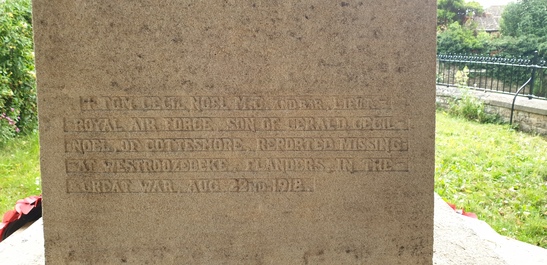 TOM CECIL NOEL M.C. AND BAR, LIEUT.
ROYAL AIR FORCE, SON OF GERALD CECIL
NOEL, OF COTTESMORE, REPORTED MISSING
AT WESTROOZEBEKE, FLANDERS, IN THE
GREAT WAR, AUG. 22ND. 1918.